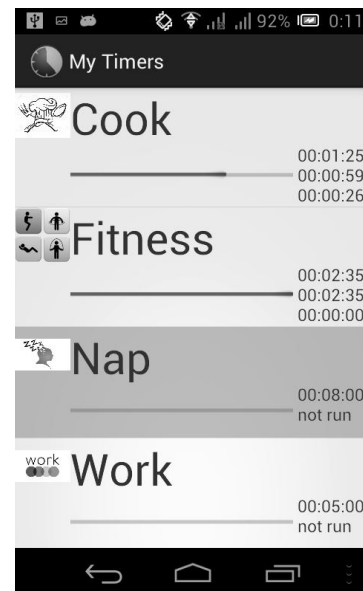 92% 0:11
My Timers
Cook
00:01:25
00:00:59
00:00:26
Fitness
00:02:35
00:02:35
00:00:00
zzz
Nap
00:08:00
not run
work
Work
00:05:00
not run